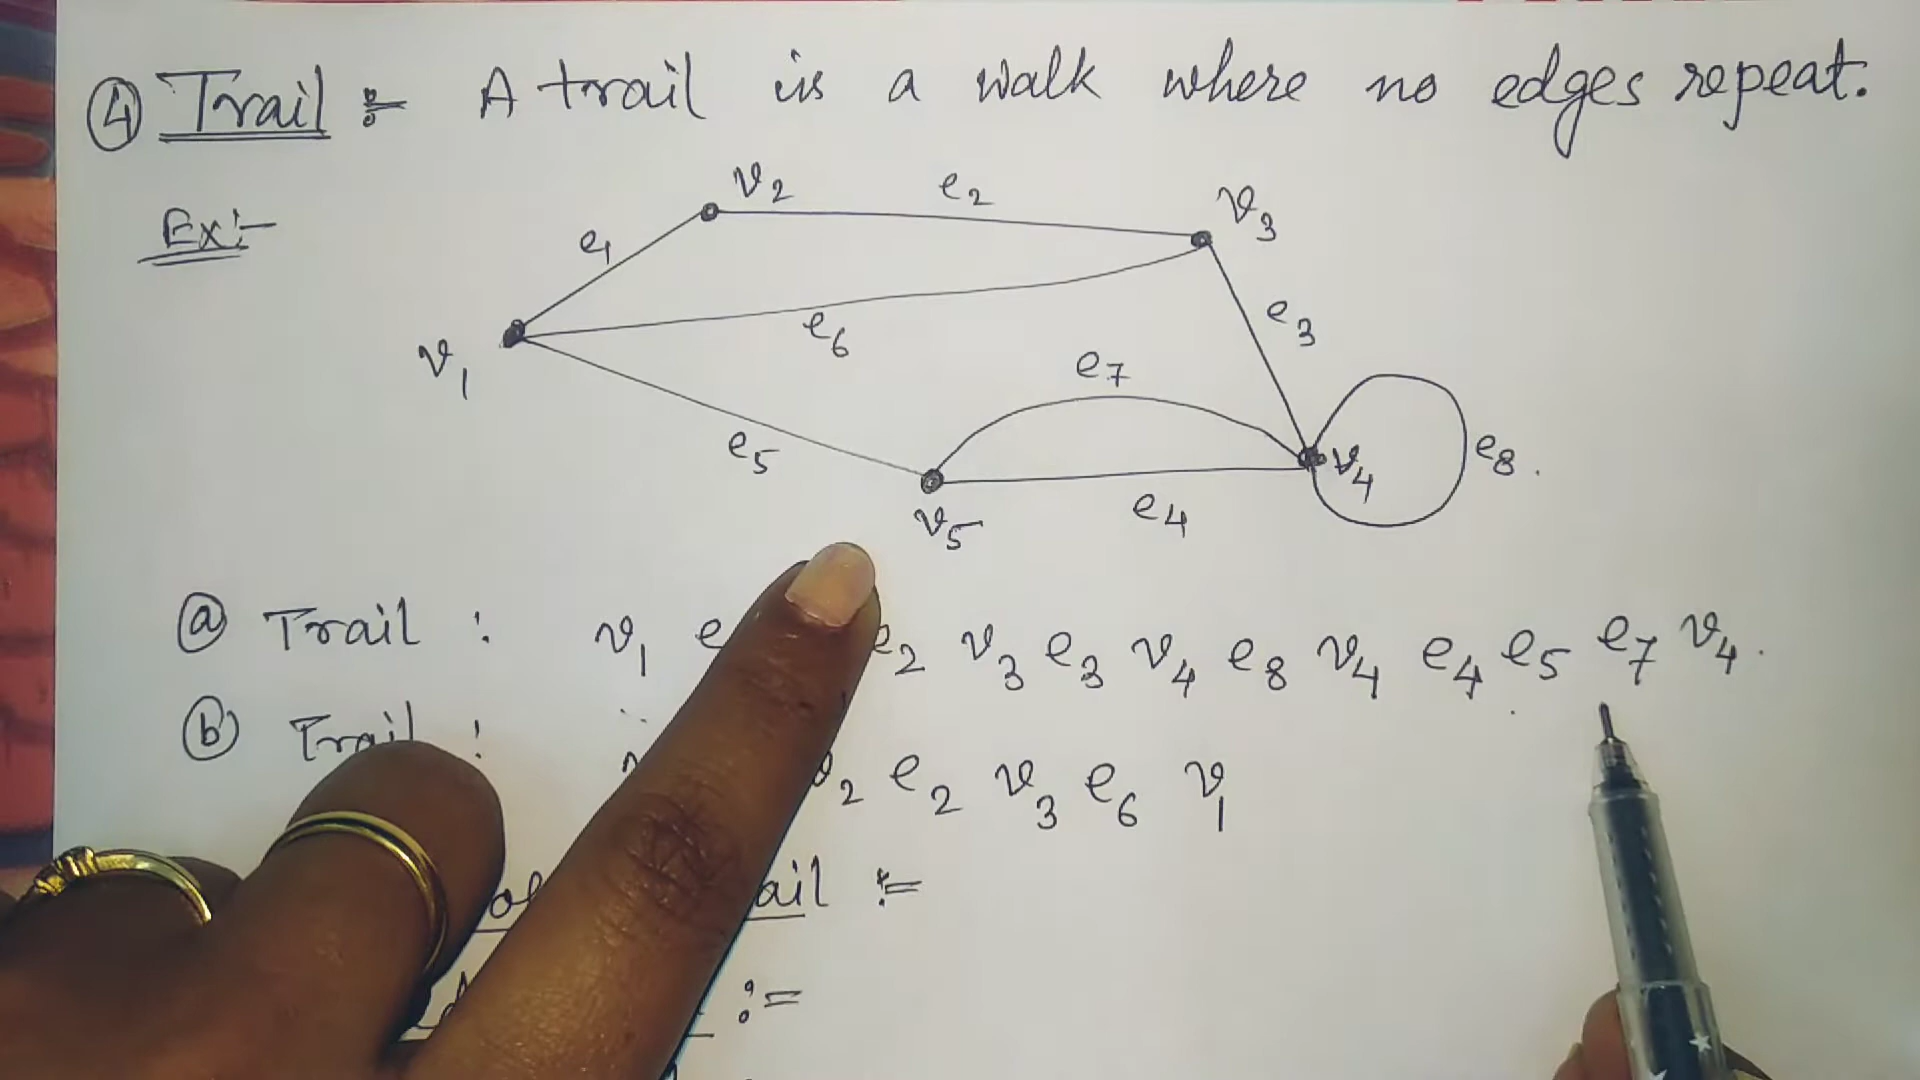 ④ Trail :- A trail is a walk where no edges repeat.
Ex :-
v2 e2 v3
e1
e6 e3
v1 e7
e5 v4 e8 .
v5 e4
ⓐ Trail : v1 e2 v3 e3 v4 e8 v4 e4 e5 e7 v4 .
ⓑ Trail : v2 e2 v3 e6 v1
ail :=
:=